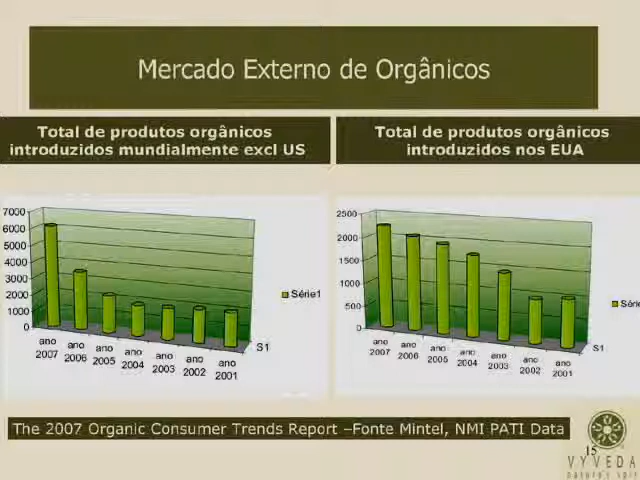 Mercado Externo de Orgânicos
Total de produtos orgânicos
introduzidos mundialmente excl US
Total de produtos orgânicos
introduzidos nos EUA
7000
6000
5000
4000
3000
2000
1000
0
ano 2007
ano 2006
ano 2005
ano 2004
ano 2003
ano 2002
ano 2001
S1
Série1
2500
2000
1500
1000
500
0
ano 2007
ano 2006
ano 2005
ano 2004
ano 2003
ano 2002
ano 2001
S1
Série
The 2007 Organic Consumer Trends Report –Fonte Mintel, NMI PATI Data
15
VYVEDA